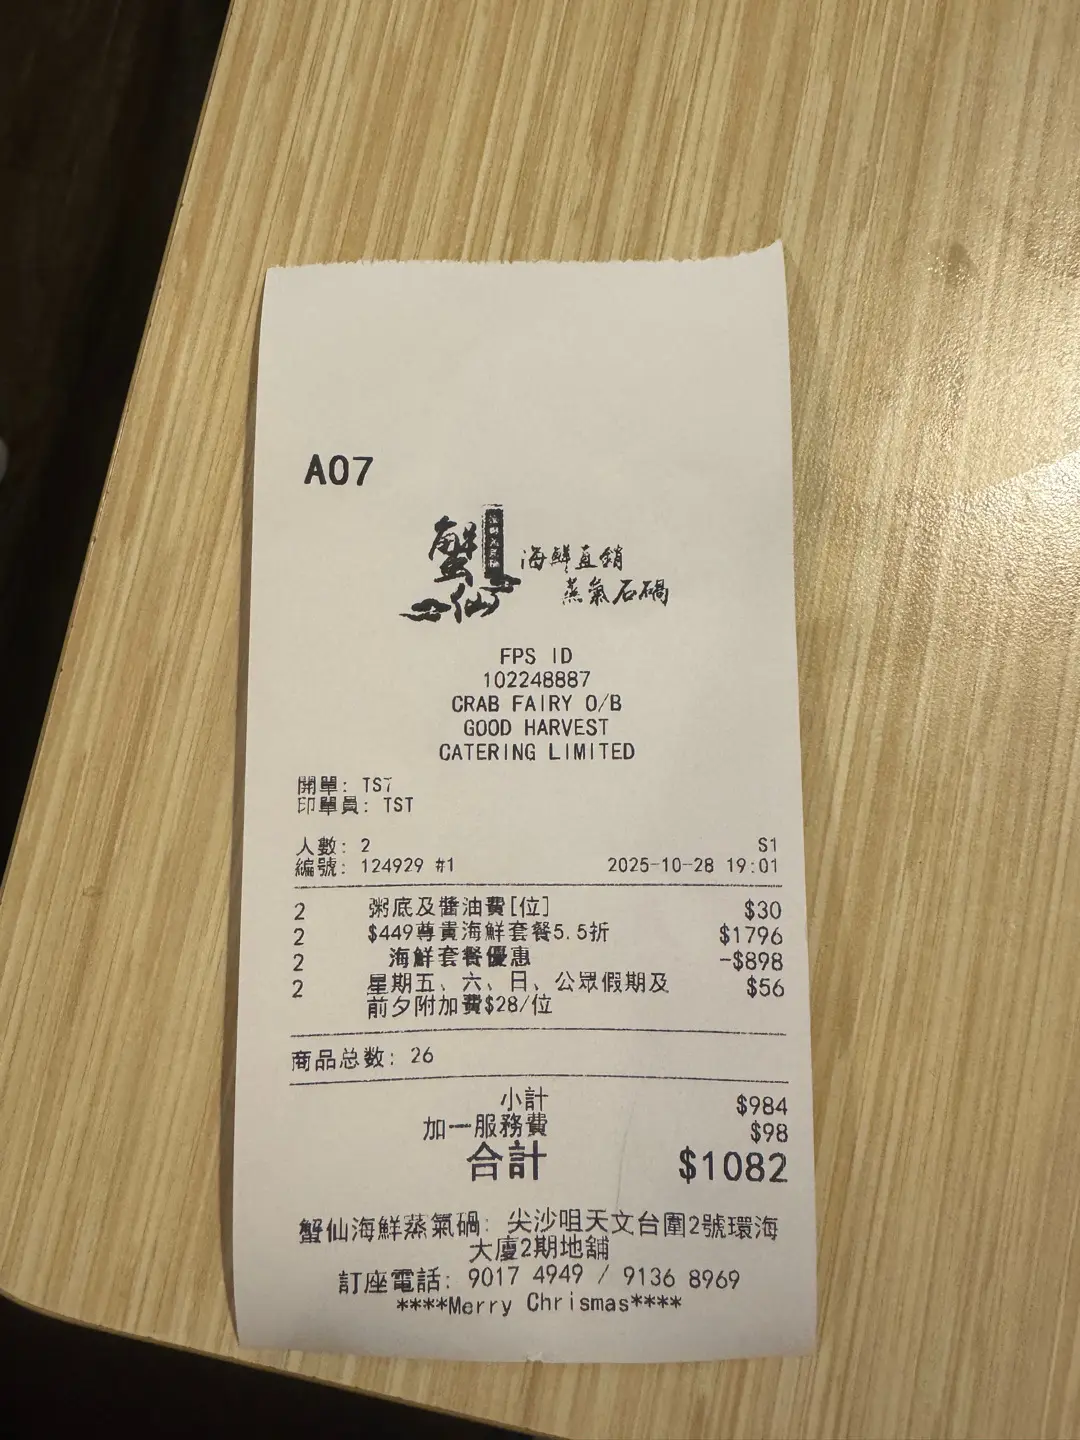 A07
蟹仙
海鮮直銷
蒸氣石鍋
FPS ID
102248887
CRAB FAIRY O/B
GOOD HARVEST
CATERING LIMITED
開單: TST
印單員: TST
人數: 2 S1
編號: 124929 #1 2025-10-28 19:01
2 粥底及醬油費[位] $30
2 $449尊貴海鮮套餐5.5折 $1796
2 海鮮套餐優惠 -$898
2 星期五、六、日、公眾假期及 $56
前夕附加費$28/位
商品总数: 26
小計 $984
加一服務費 $98
合計 $1082
蟹仙海鮮蒸氣鍋: 尖沙咀天文台圍2號環海
大廈2期地舖
訂座電話: 9017 4949 / 9136 8969
****Merry Chrismas****